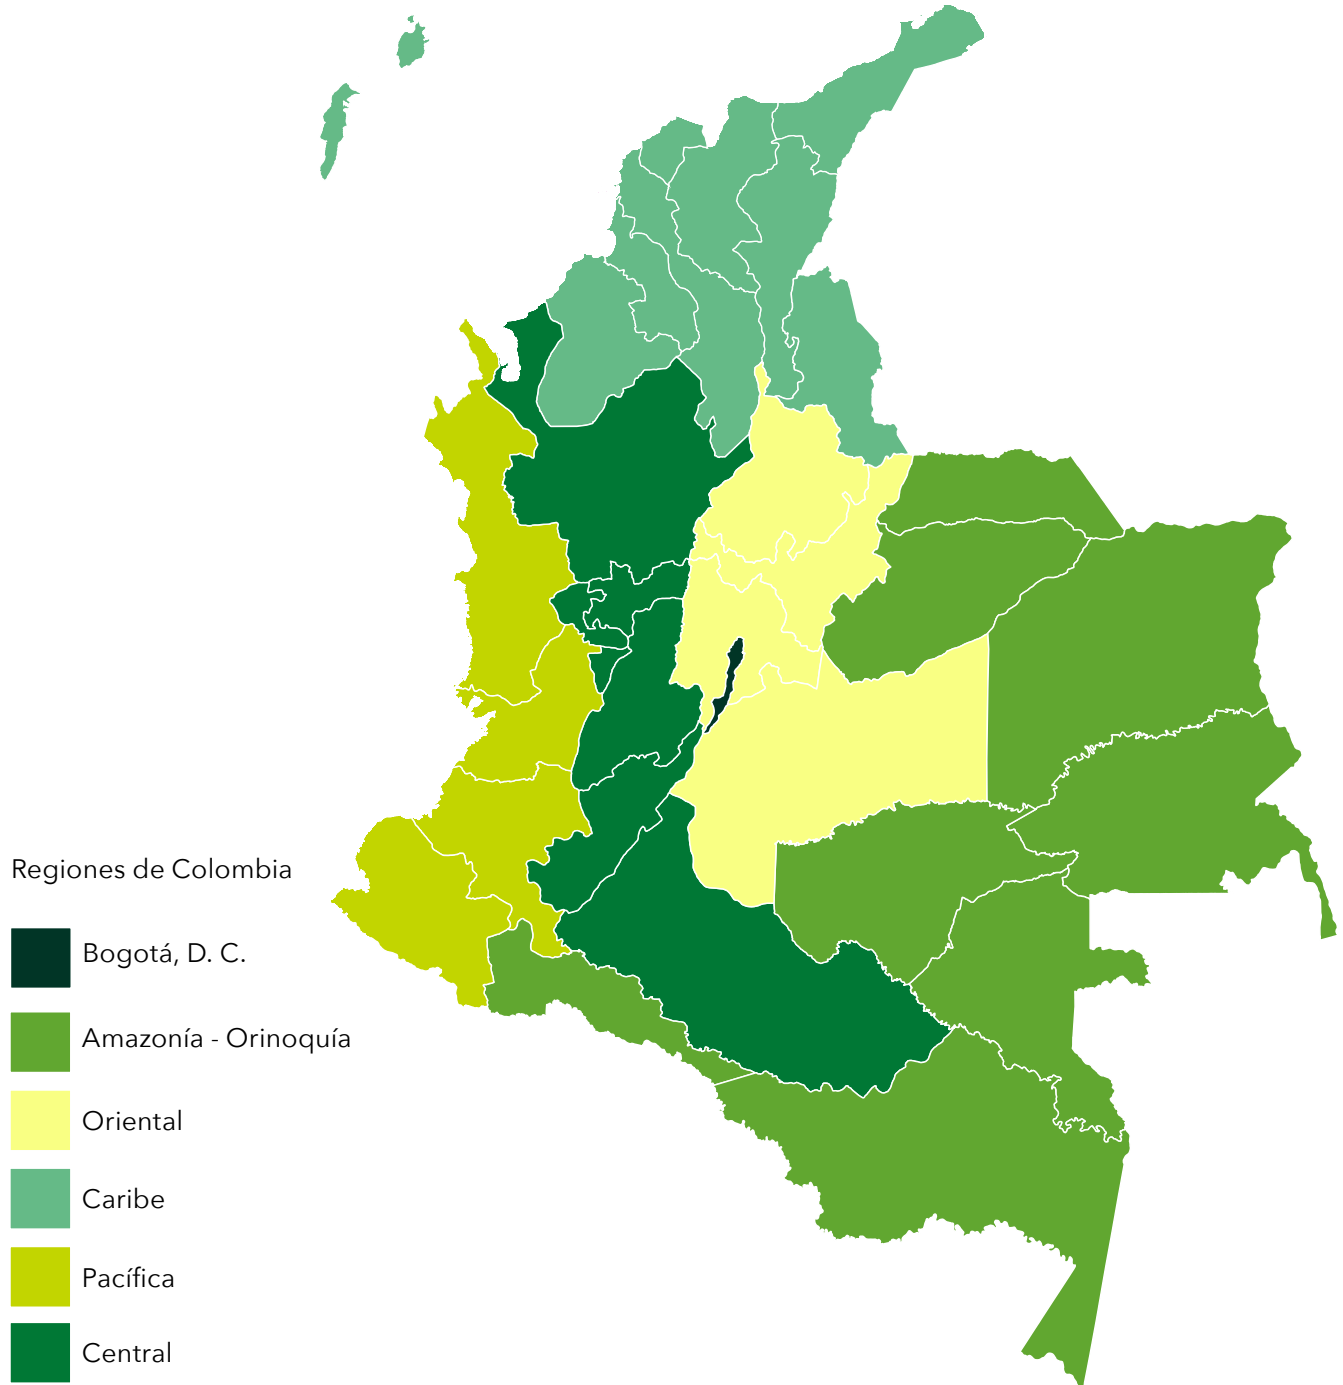 Regiones de Colombia
Bogotá, D. C.
Amazonía - Orinoquía
Oriental
Caribe
Pacífica
Central